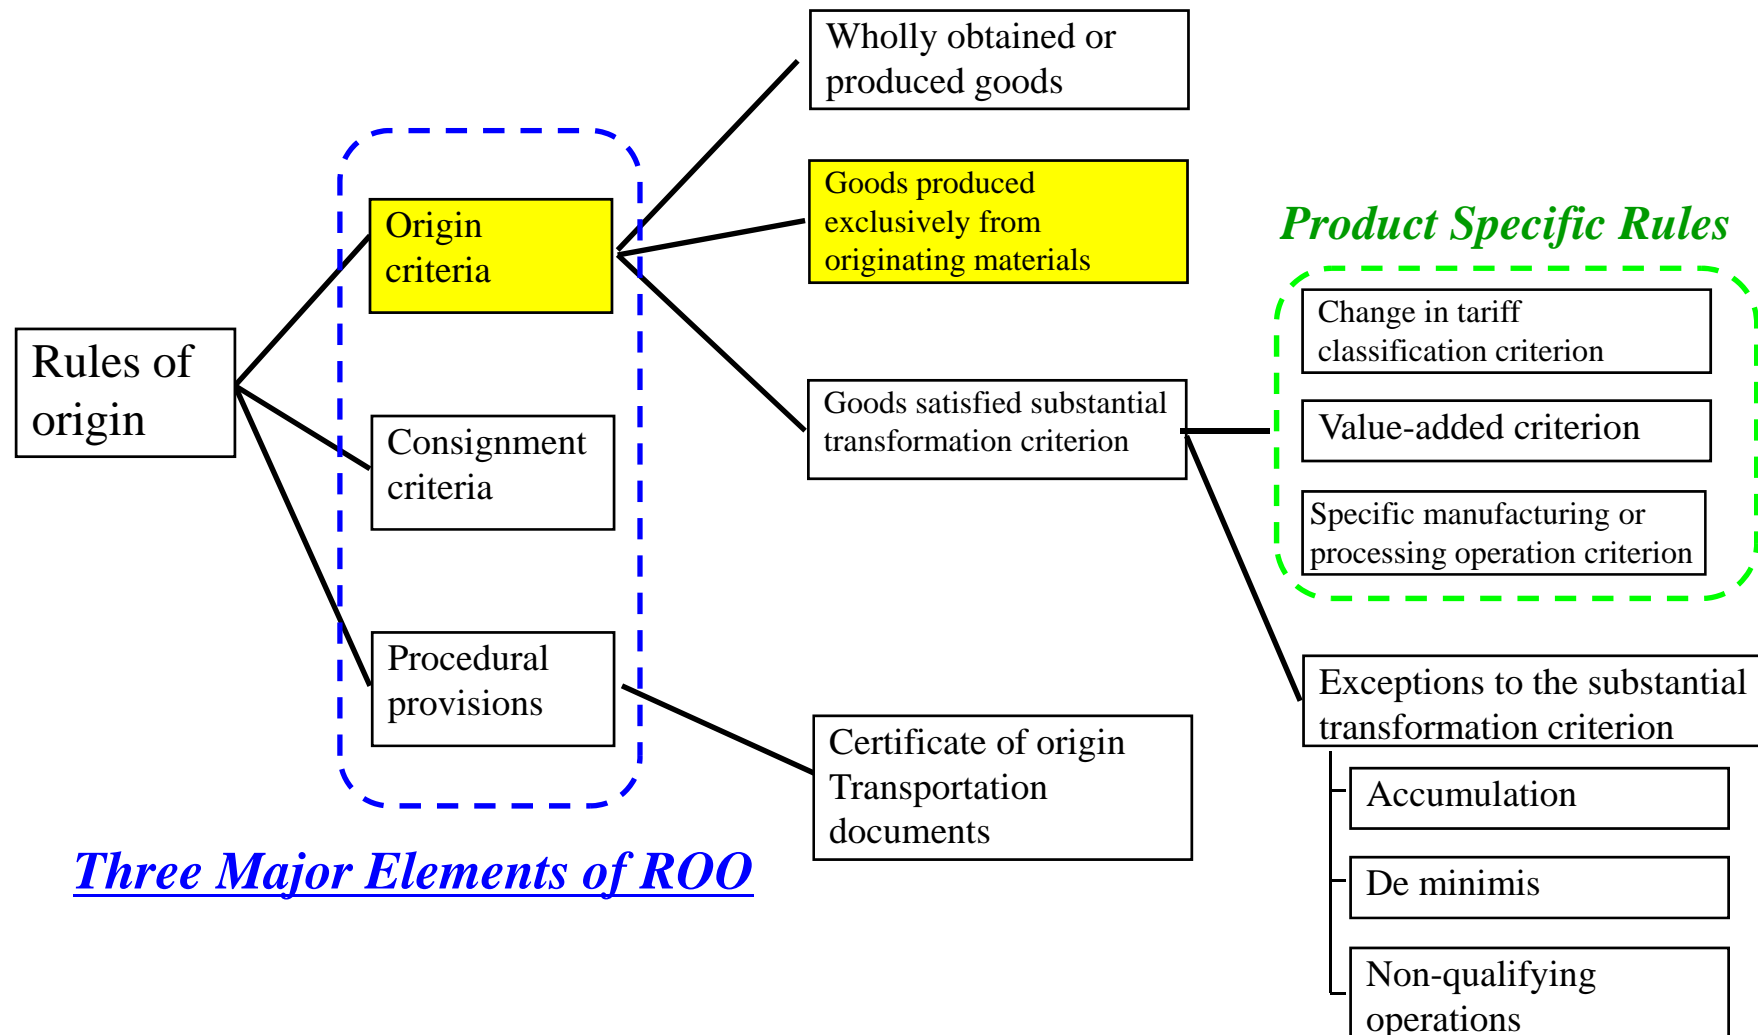 Rules of
origin
Origin
criteria
Consignment
criteria
Procedural
provisions
Three Major Elements of ROO
Wholly obtained or
produced goods
Goods produced
exclusively from
originating materials
Goods satisfied substantial
transformation criterion
Certificate of origin
Transportation
documents
Product Specific Rules
Change in tariff
classification criterion
Value-added criterion
Specific manufacturing or
processing operation criterion
Exceptions to the substantial
transformation criterion
Accumulation
De minimis
Non-qualifying
operations